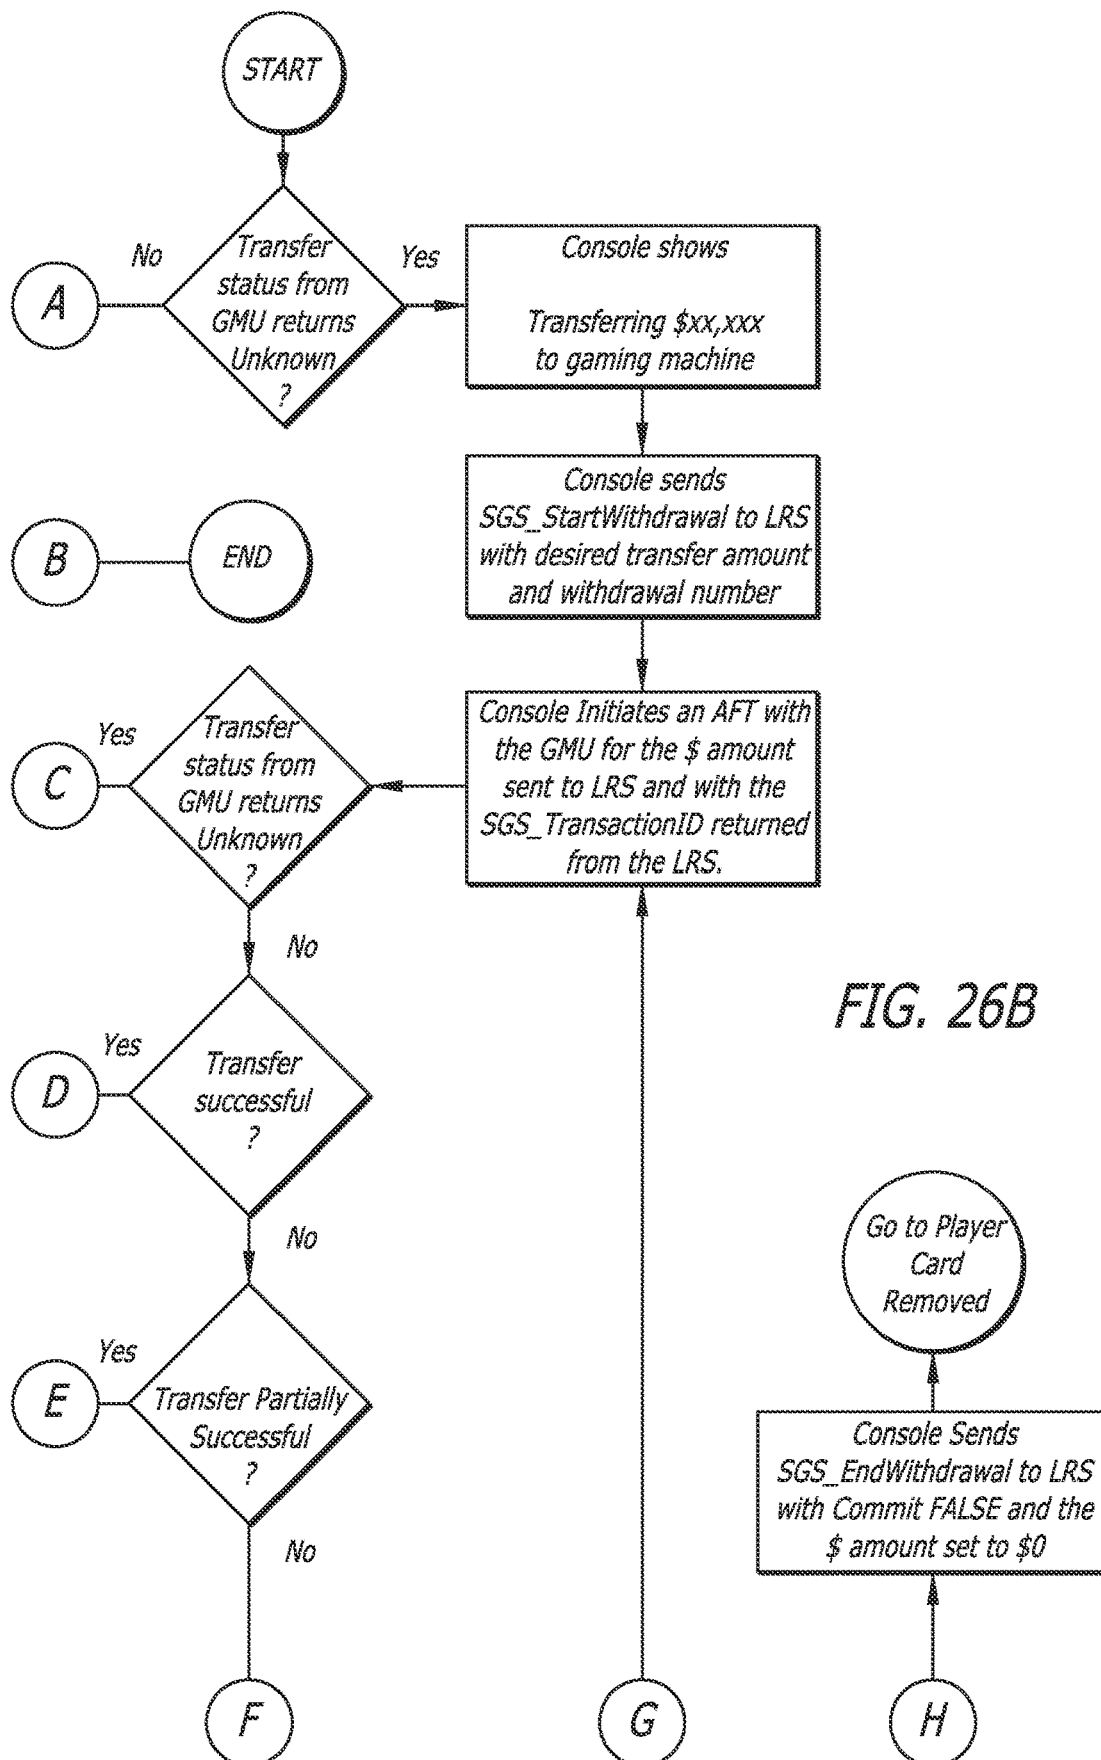 START
No
Transfer
status from
GMU returns
Unknown
?
Yes
A
Console shows
Transferring $xx,xxx
to gaming machine
Console sends
SGS_StartWithdrawal to LRS
with desired transfer amount
and withdrawal number
B
END
Console Initiates an AFT with
the GMU for the $ amount
sent to LRS and with the
SGS_TransactionID returned
from the LRS.
Yes
Transfer
status from
GMU returns
Unknown
?
C
No
FIG. 26B
Yes
Transfer
successful
?
D
No
Yes
Transfer Partially
Successful
?
E
No
Go to Player
Card
Removed
Console Sends
SGS_EndWithdrawal to LRS
with Commit FALSE and the
$ amount set to $0
F
G
H